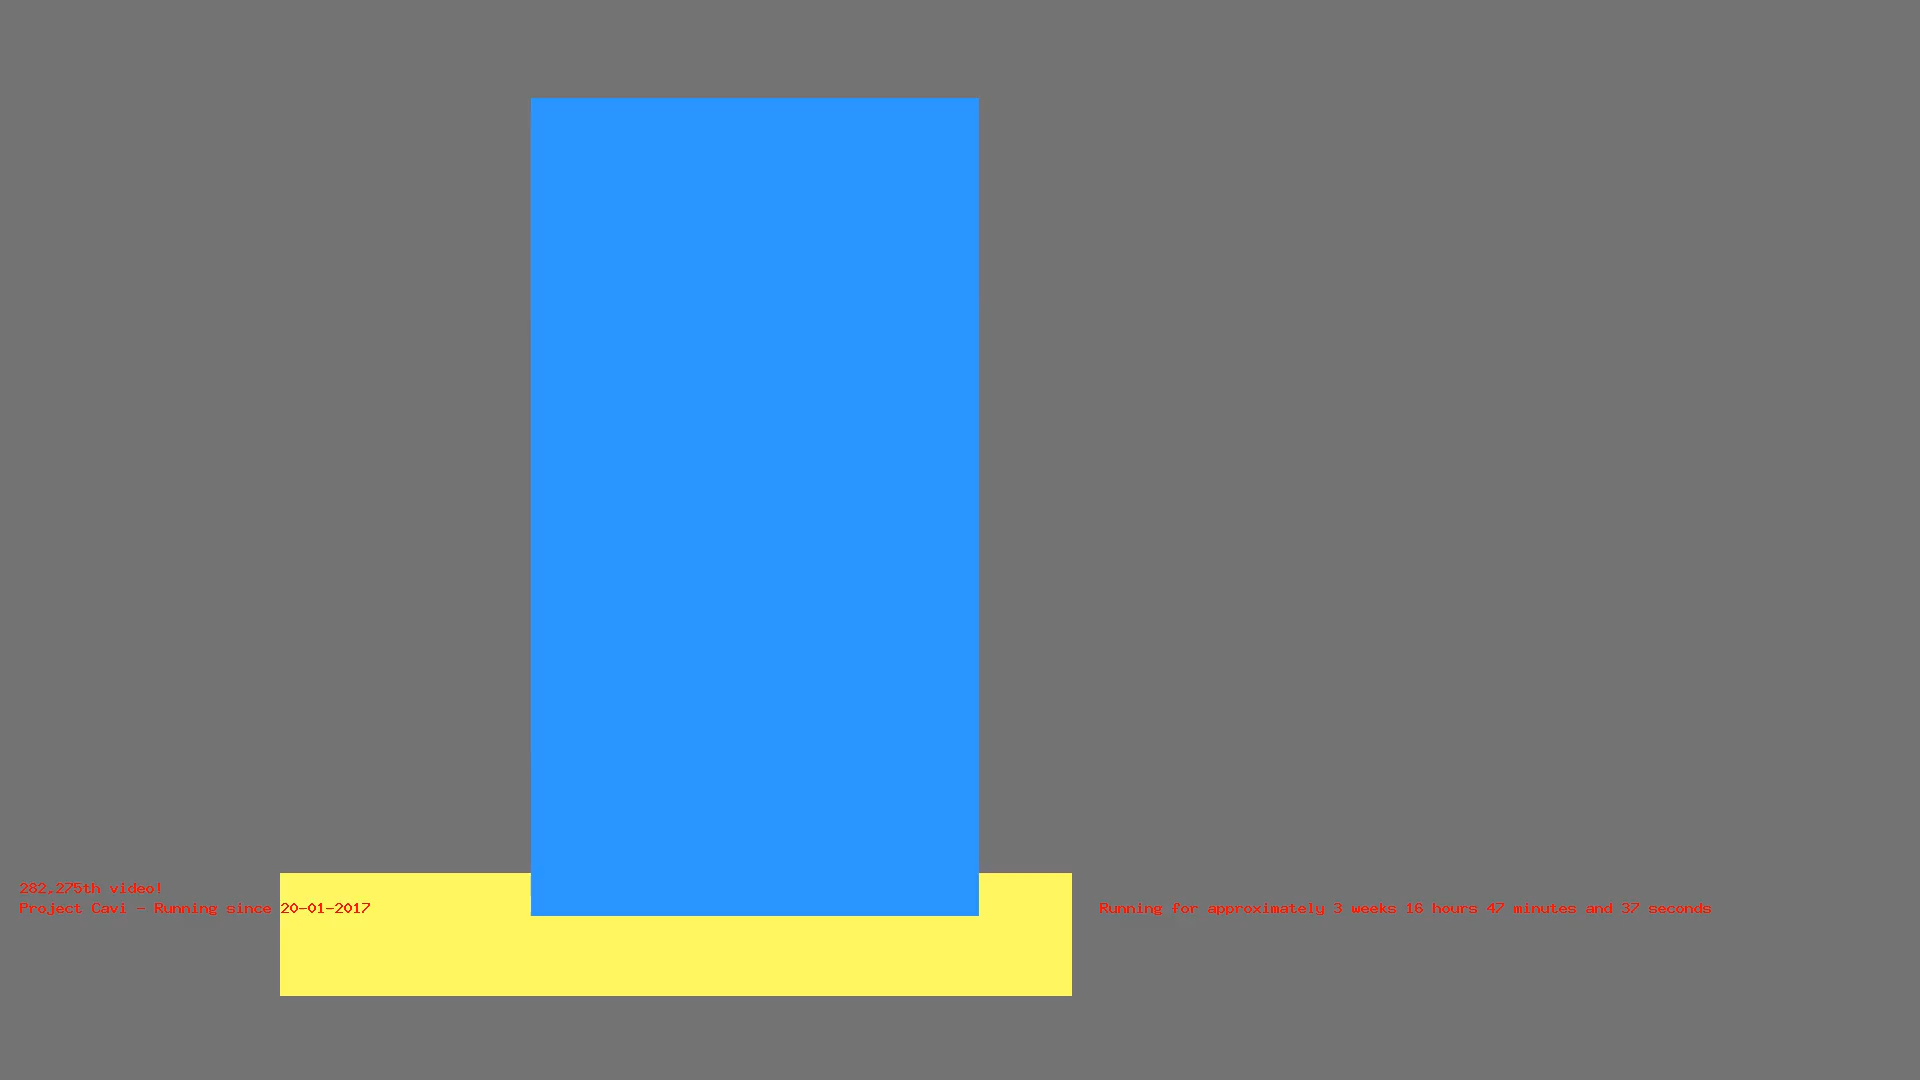 282,275th video!
Project Cavi - Running since 20-01-2017
Running for approximately 3 weeks 16 hours 47 minutes and 37 seconds